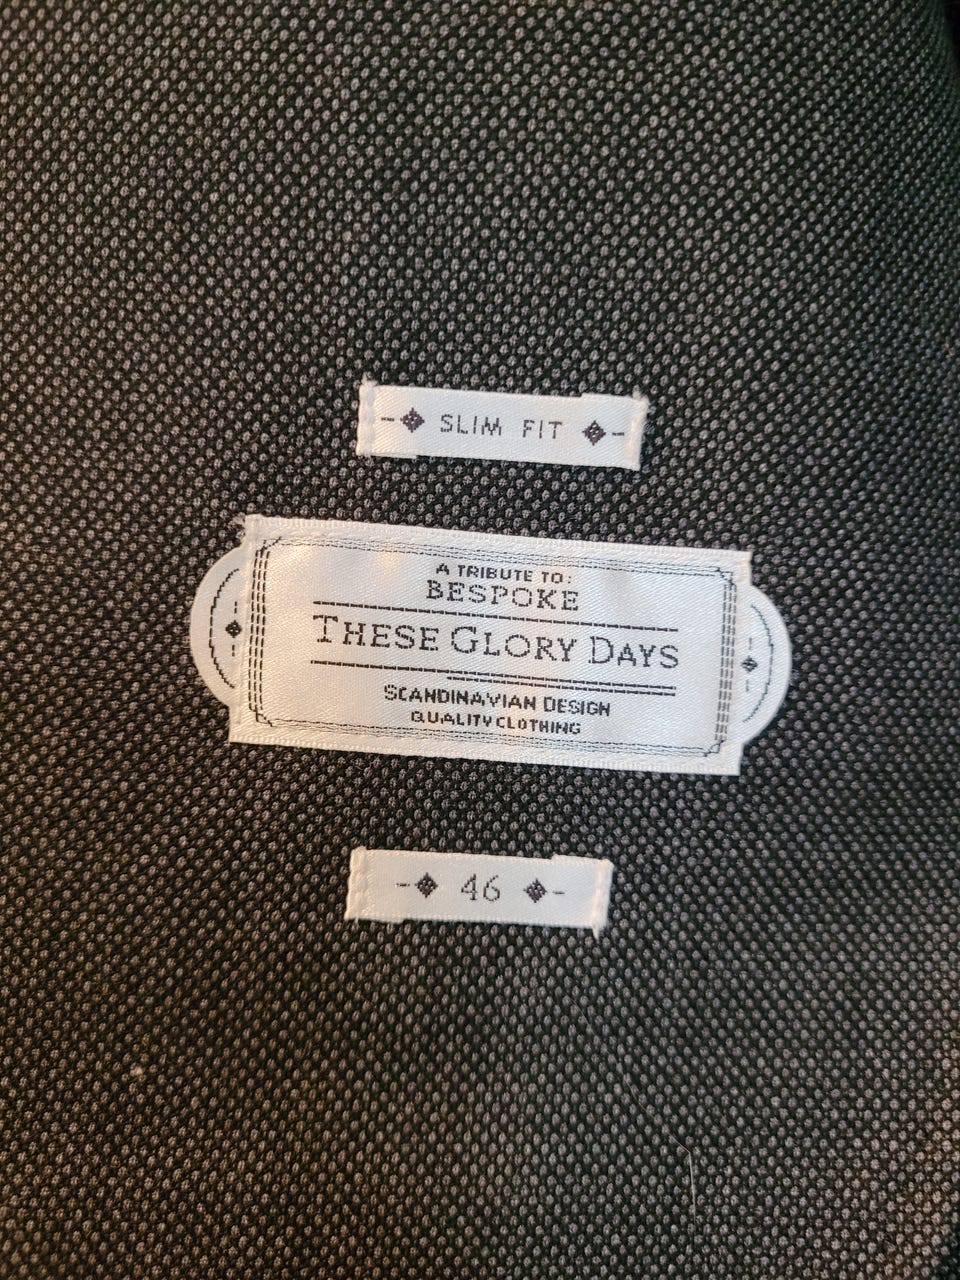 SLIM FIT
A TRIBUTE TO:
BESPOKE
THESE GLORY DAYS
SCANDINAVIAN DESIGN
QUALITY CLOTHING
46